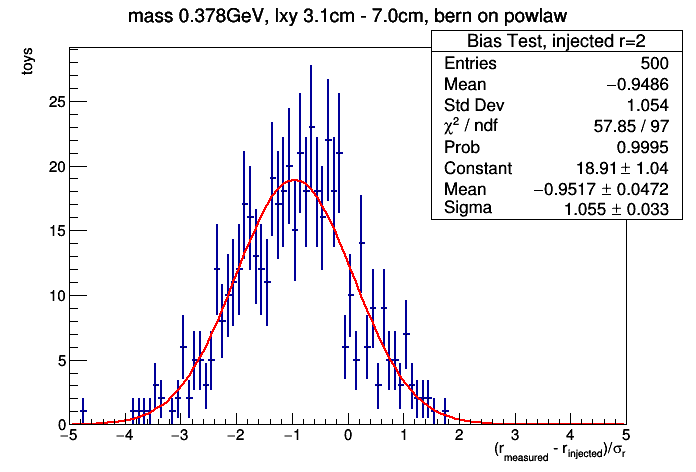 mass 0.378GeV, lxy 3.1cm - 7.0cm, bern on powlaw
toys
Bias Test, injected r=2
Entries 500
Mean −0.9486
Std Dev 1.054
χ² / ndf 57.85 / 97
Prob 0.9995
Constant 18.91 ± 1.04
Mean −0.9517 ± 0.0472
Sigma 1.055 ± 0.033
25
20
15
10
5
0
−5 −4 −3 −2 −1 0 1 2 3 4 5
(r_measured - r_injected)/σ_r